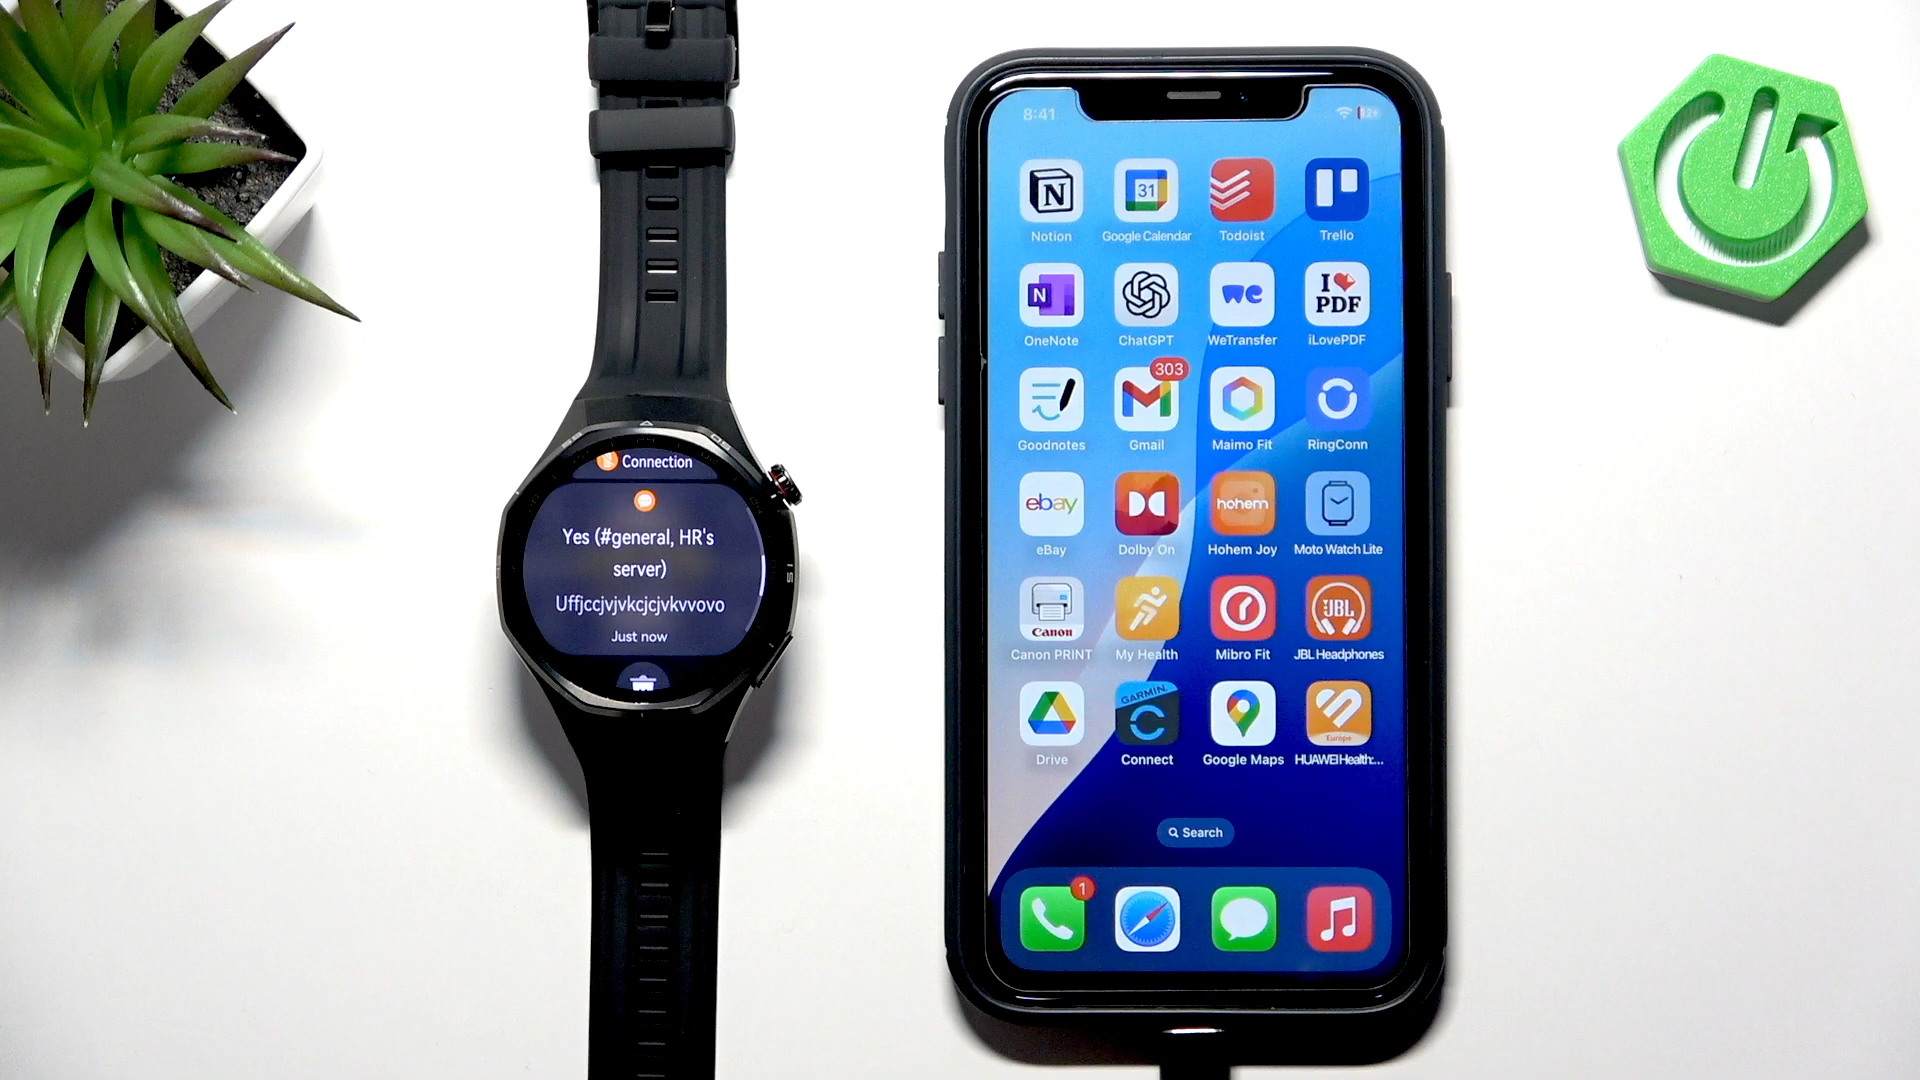 Connection
Yes (#general, HR's
server)
Uffjccjvjvkcjcjvkvvovo
Just now
8:41
N
31
Notion
Google Calendar
Todoist
Trello
N
we
I
PDF
OneNote
ChatGPT
WeTransfer
iLovePDF
303
Goodnotes
Gmail
Maimo Fit
RingConn
ebay
hohem
eBay
Dolby On
Hohem Joy
Moto Watch Lite
Canon
JBL
Canon PRINT
My Health
Mibro Fit
JBL Headphones
GARMIN.
Europe
Drive
Connect
Google Maps
HUAWEI Health:...
Search
1